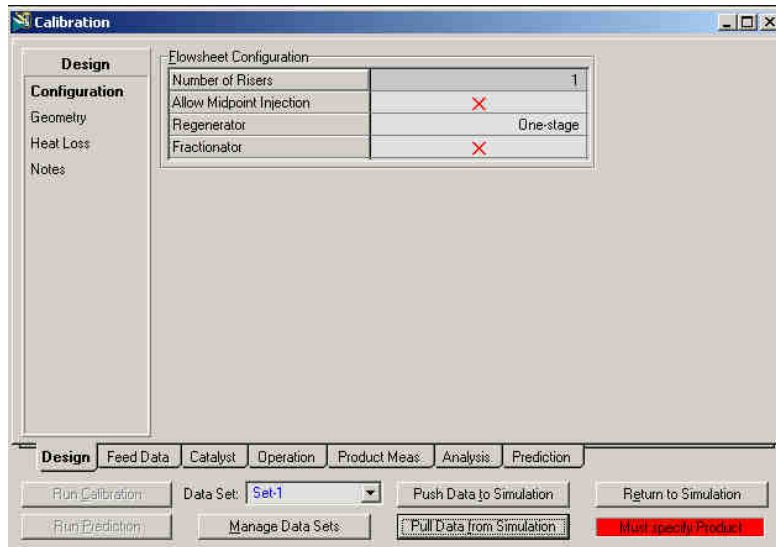 Calibration
Design
Configuration
Geometry
Heat Loss
Notes
Flowsheet Configuration
Number of Risers 1
Allow Midpoint Injection
Regenerator One-stage
Fractionator
Design Feed Data Catalyst Operation Product Meas Analysis Prediction
Run Calibration Data Set: Set-1 Push Data to Simulation Return to Simulation
Run Prediction Manage Data Sets Pull Data from Simulation Must specify Product